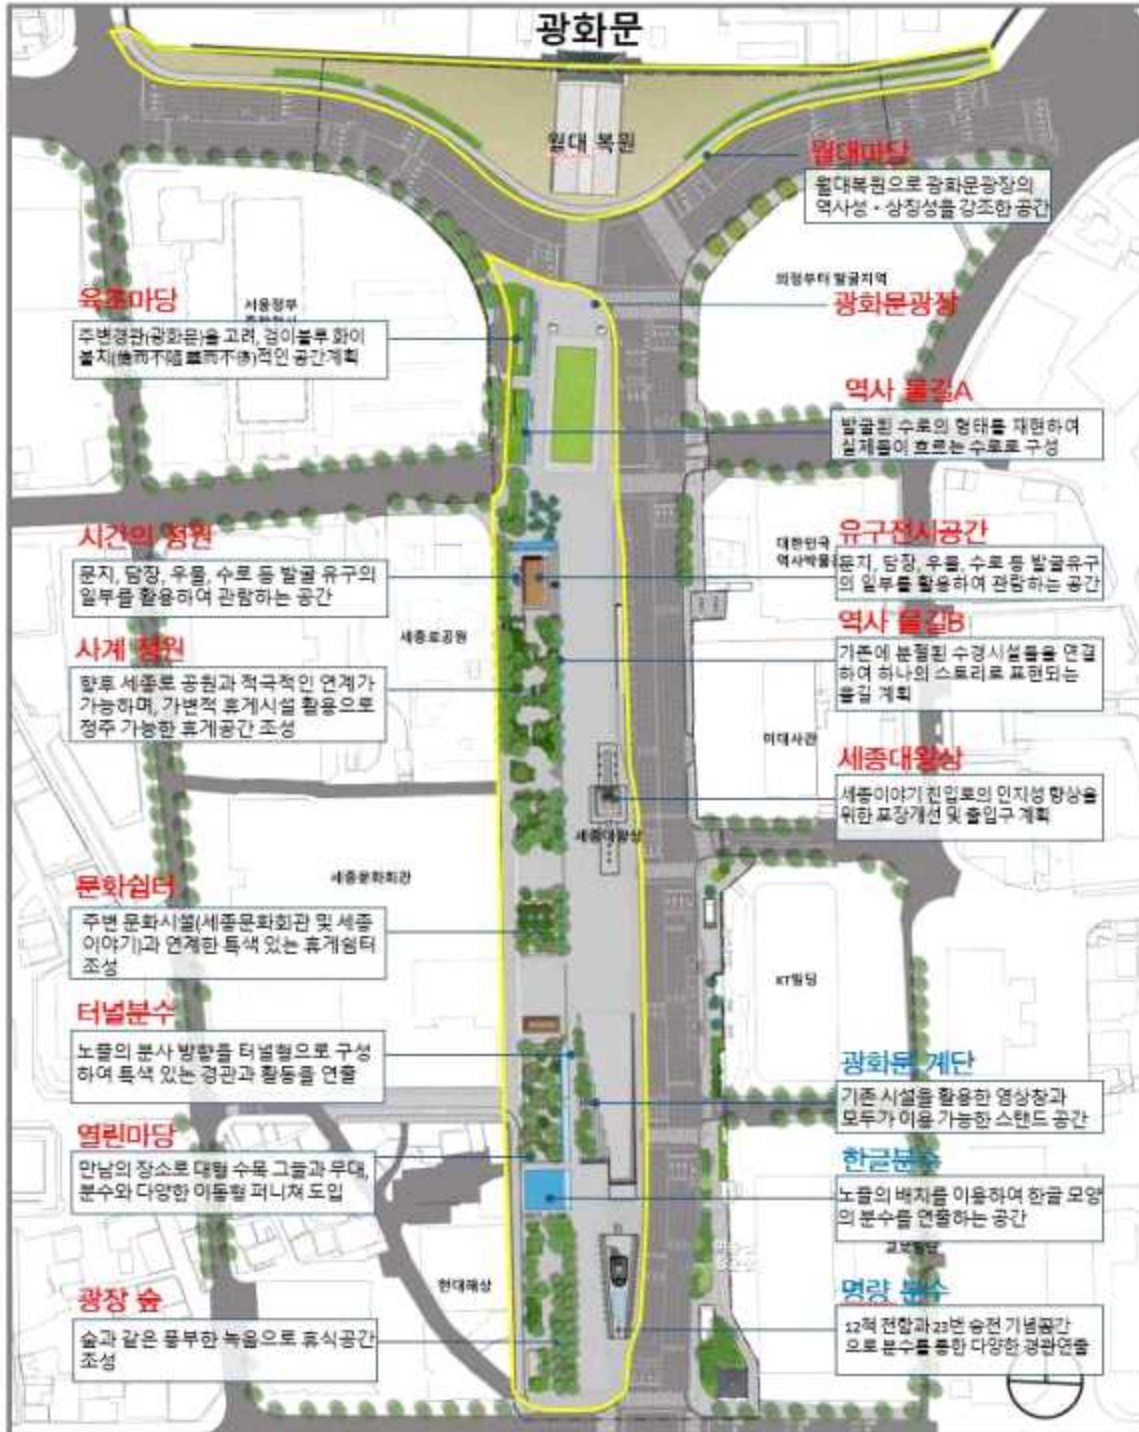 광화문
월대 복원
월대마당
월대복원으로 광화문광장의
역사성·상징성을 강조한 공간
육조마당
서울정부
주변경관(광화문)을 고려, 검이불루 화이
불치(儉而不陋華而不侈)적인 공간계획
의정부터 발굴지역
광화문광장
역사 물길A
발굴된 수로의 형태를 재현하여
실제물이 흐르는 수로로 구성
시간의 정원
문지, 담장, 우물, 수로 등 발굴 유구의
일부를 활용하여 관람하는 공간
대한민국
역사박물관
유구전시공간
문지, 담장, 우물, 수로 등 발굴유구
의 일부를 활용하여 관람하는 공간
세종로공원
사계 정원
향후 세종로 공원과 적극적인 연계가
가능하며, 가변적 휴게시설 활용으로
정주 가능한 휴게공간 조성
역사 물길B
기존에 분절된 수경시설들을 연결
하여 하나의 스토리로 표현되는
물길 계획
미대사관
세종대왕상
세종이야기 진입로의 인지성 향상을
위한 포장개선 및 출입구 계획
세종대왕상
문화쉼터
주변 문화시설(세종문화회관 및 세종
이야기)과 연계한 특색 있는 휴게쉼터
조성
세종문화회관
KT빌딩
터널분수
노즐의 분사 방향을 터널형으로 구성
하여 특색 있는 경관과 활동을 연출
광화문 계단
기존 시설을 활용한 영상창과
모두가 이용 가능한 스탠드 공간
열린마당
만남의 장소로 대형 수목 그늘과 무대,
분수와 다양한 이동형 퍼니쳐 도입
한글분수
노즐의 배치를 이용하여 한글 모양
의 분수를 연출하는 공간
교보빌딩
현대해상
광장 숲
숲과 같은 풍부한 녹음으로 휴식공간
조성
명량 분수
12척 전함과 23번 승전 기념공간
으로 분수를 통한 다양한 경관연출